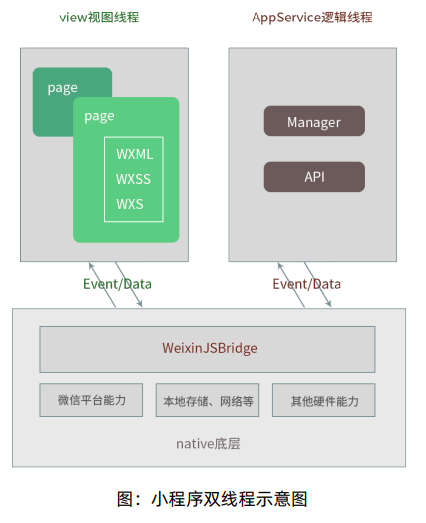 view视图线程
AppService逻辑线程
page
page
WXML
WXSS
WXS
Manager
API
Event/Data
Event/Data
WeixinJSBridge
微信平台能力
本地存储、网络等
其他硬件能力
native底层
图：小程序双线程示意图